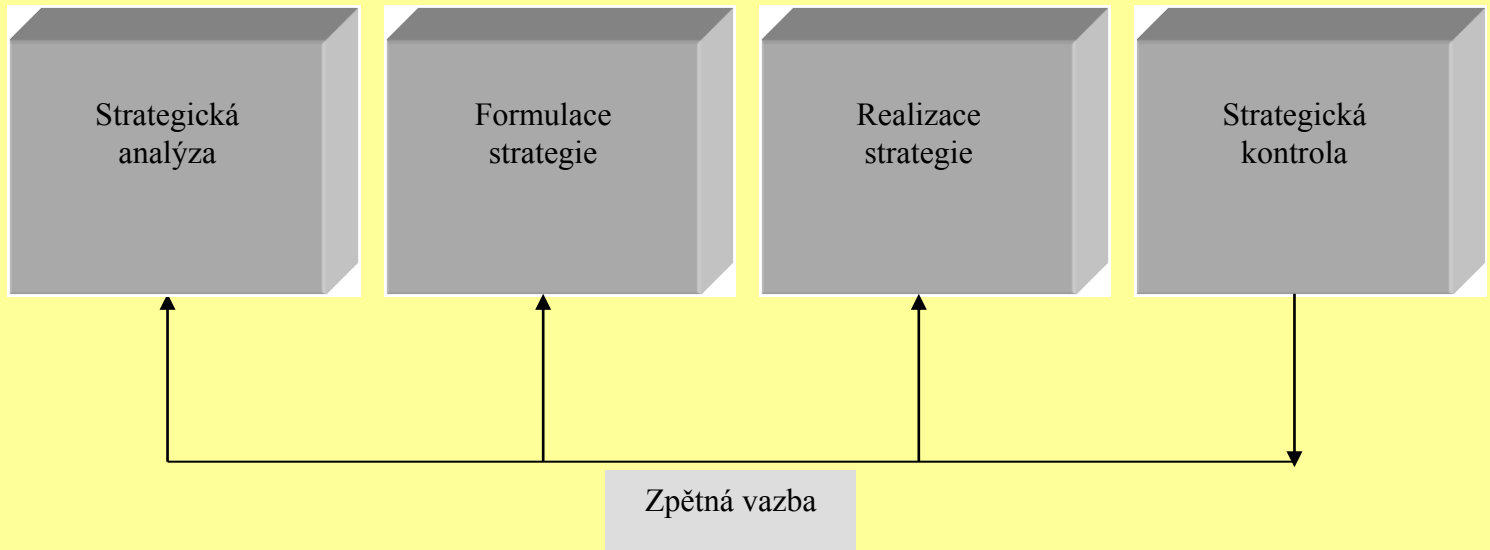 Strategická
analýza
Formulace
strategie
Realizace
strategie
Strategická
kontrola
Zpětná vazba